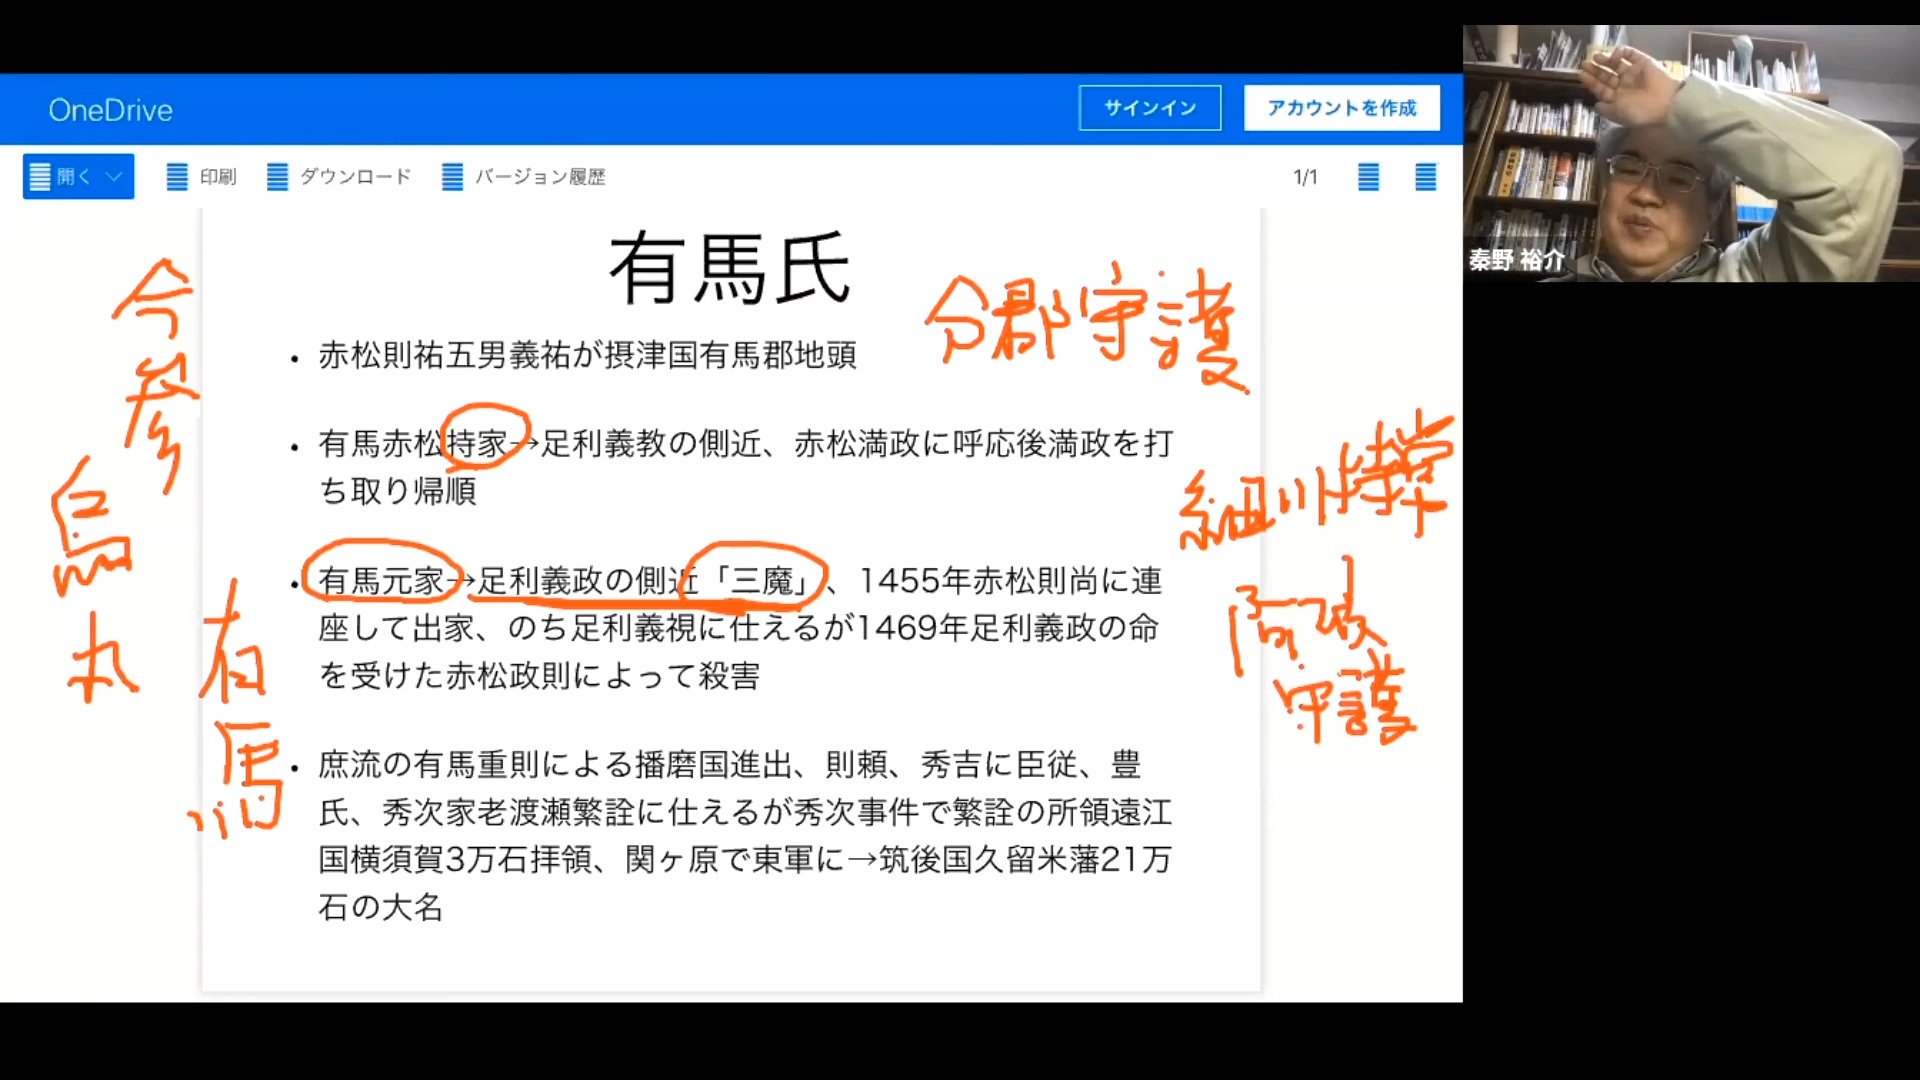 OneDrive
サインイン
アカウントを作成
開く
印刷
ダウンロード
バージョン履歴
1/1
秦野 裕介
有馬氏
分郡守護
・赤松則祐五男義祐が摂津国有馬郡地頭
・有馬赤松持家→足利義教の側近、赤松満政に呼応後満政を打
ち取り帰順
・有馬元家→足利義政の側近「三魔」、1455年赤松則尚に連
座して出家、のち足利義視に仕えるが1469年足利義政の命
を受けた赤松政則によって殺害
・庶流の有馬重則による播磨国進出、則頼、秀吉に臣従、豊
氏、秀次家老渡瀬繁詮に仕えるが秀次事件で繁詮の所領遠江
国横須賀3万石拝領、関ヶ原で東軍に→筑後国久留米藩21万
石の大名
今参
烏丸
有馬
細川持常
阿波
守護